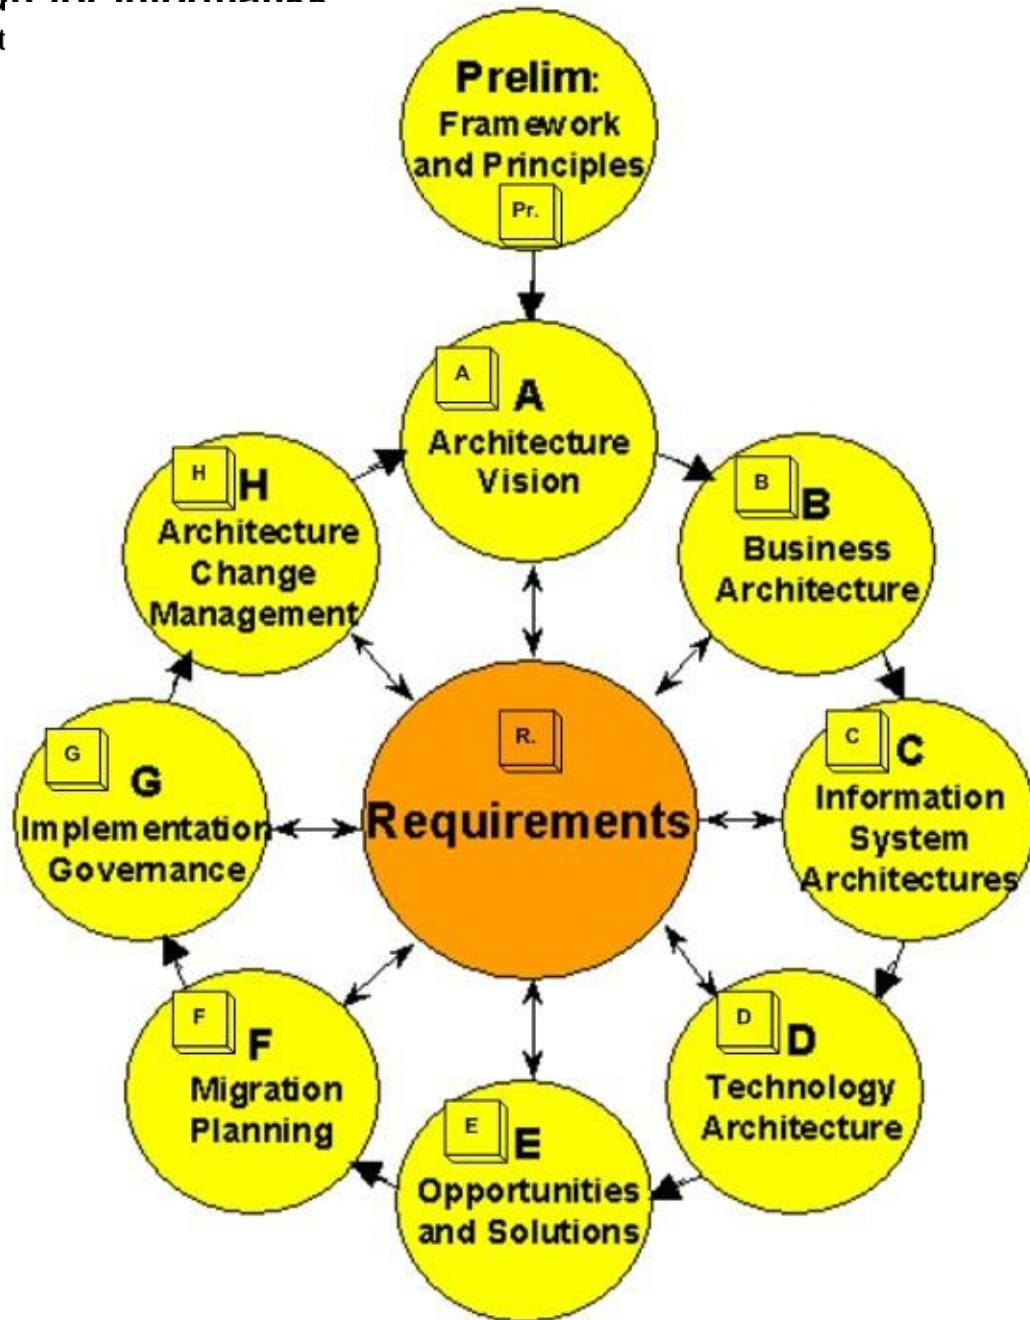 t
Prelim:
Framework
and Principles
Pr.
A
A
Architecture
Vision
H
H
Architecture
Change
Management
B
B
Business
Architecture
R.
Requirements
G
G
Implementation
Governance
C
C
Information
System
Architectures
F
F
Migration
Planning
D
D
Technology
Architecture
E
E
Opportunities
and Solutions